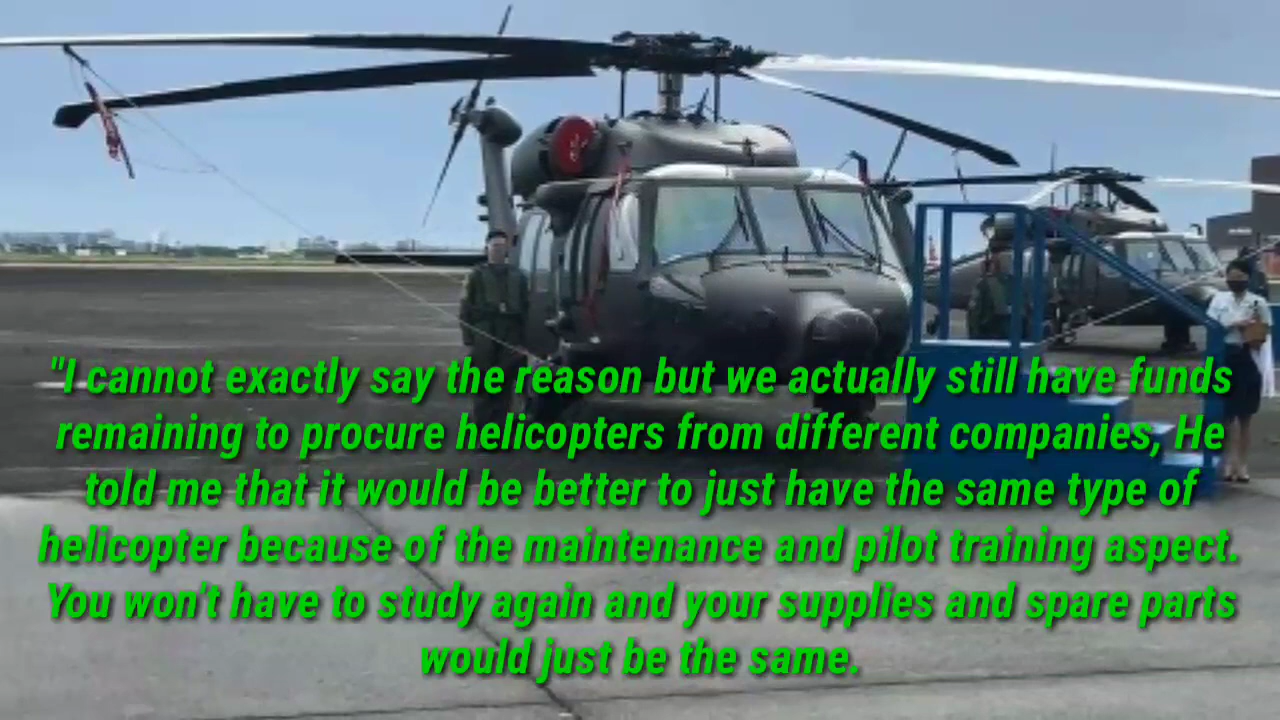 "I cannot exactly say the reason but we actually still have funds
remaining to procure helicopters from different companies, He
told me that it would be better to just have the same type of
helicopter because of the maintenance and pilot training aspect.
You won't have to study again and your supplies and spare parts
would just be the same.